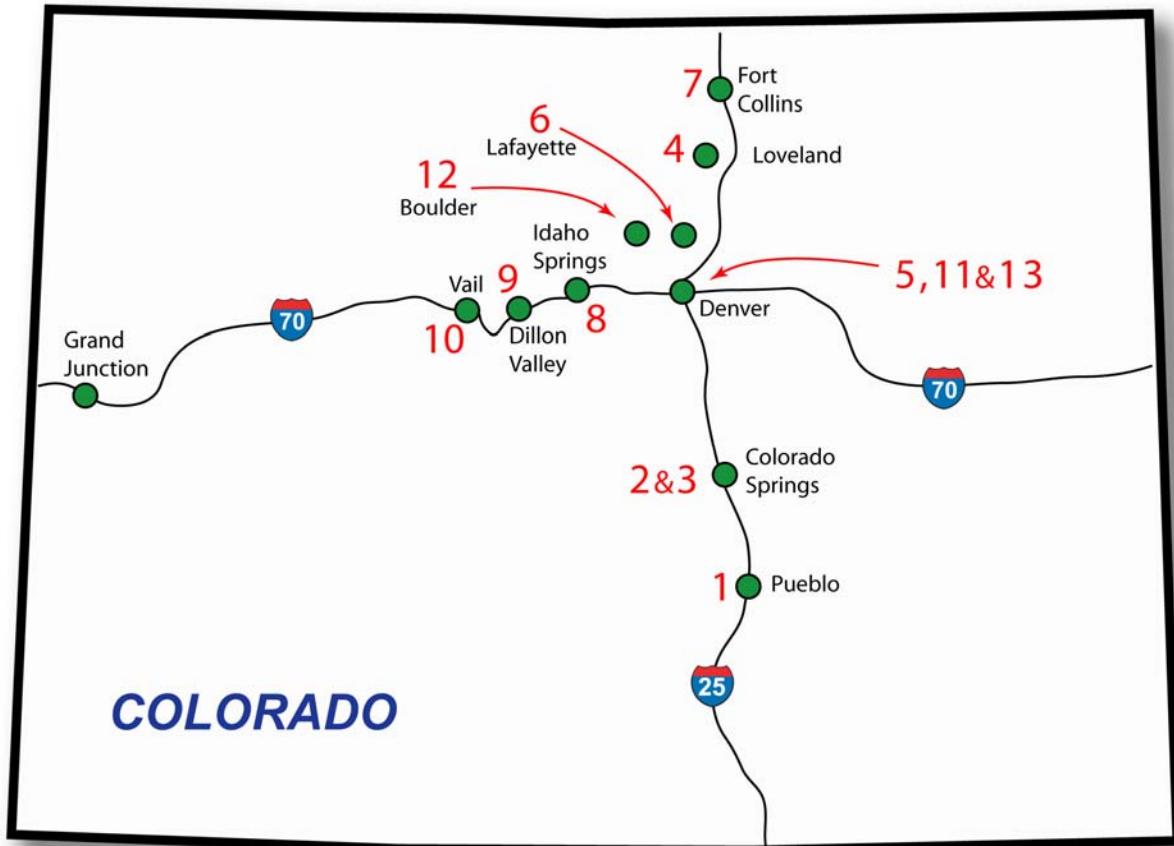 7
Fort
Collins
6
Lafayette
4
Loveland
12
Boulder
Idaho
Springs
5,11&13
Vail
9
Denver
70
8
10
Dillon
Valley
Grand
Junction
70
2&3
Colorado
Springs
1
Pueblo
25
COLORADO